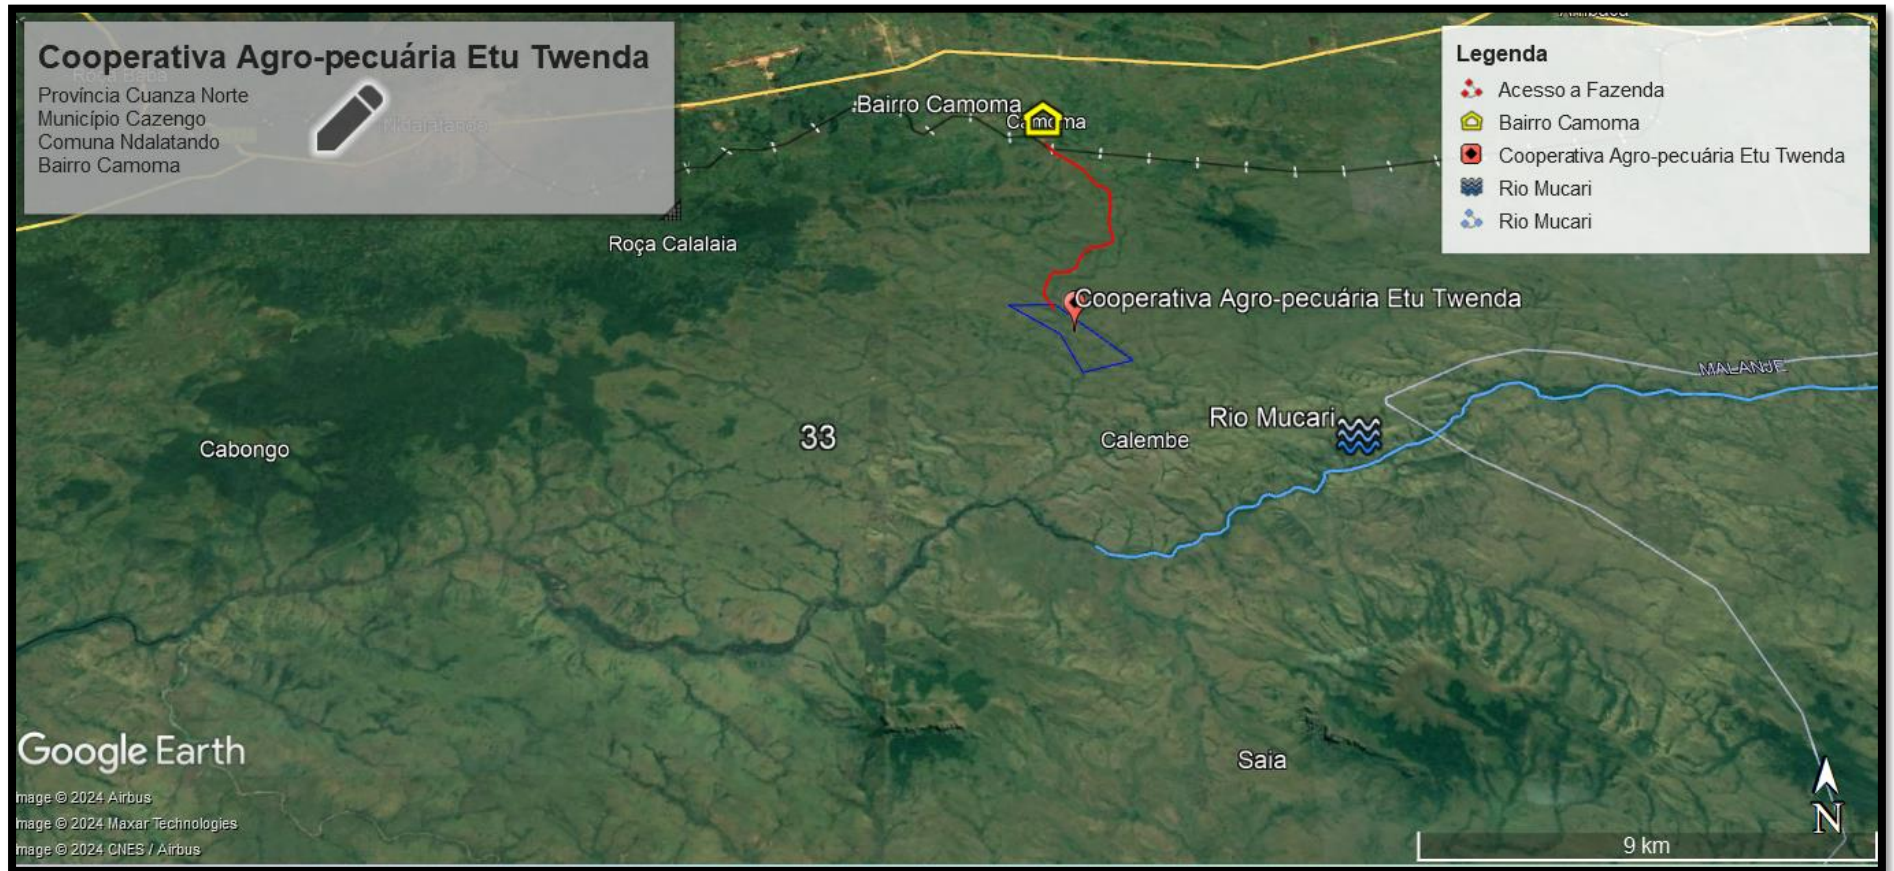 Cooperativa Agro-pecuária Etu Twenda
Província Cuanza Norte
Município Cazengo
Comuna Ndalatando
Bairro Camoma
Legenda
Acesso a Fazenda
Bairro Camoma
Cooperativa Agro-pecuária Etu Twenda
Rio Mucari
Rio Mucari
Bairro Camoma
Camoma
Roça Calalaia
Cooperativa Agro-pecuária Etu Twenda
MALANJE
Rio Mucari
33
Calembe
Cabongo
Saia
Google Earth
Image © 2024 Airbus
Image © 2024 Maxar Technologies
Image © 2024 CNES / Airbus
N
9 km